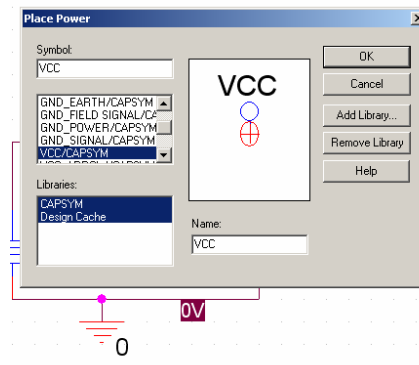 Place Power
Symbol:
VCC
GND_EARTH/CAPSYM
GND_FIELD SIGNAL/CA
GND_POWER/CAPSYM
GND_SIGNAL/CAPSYM
VCC/CAPSYM
Libraries:
CAPSYM
Design Cache
VCC
Name:
VCC
OK
Cancel
Add Library...
Remove Library
Help
0V
0